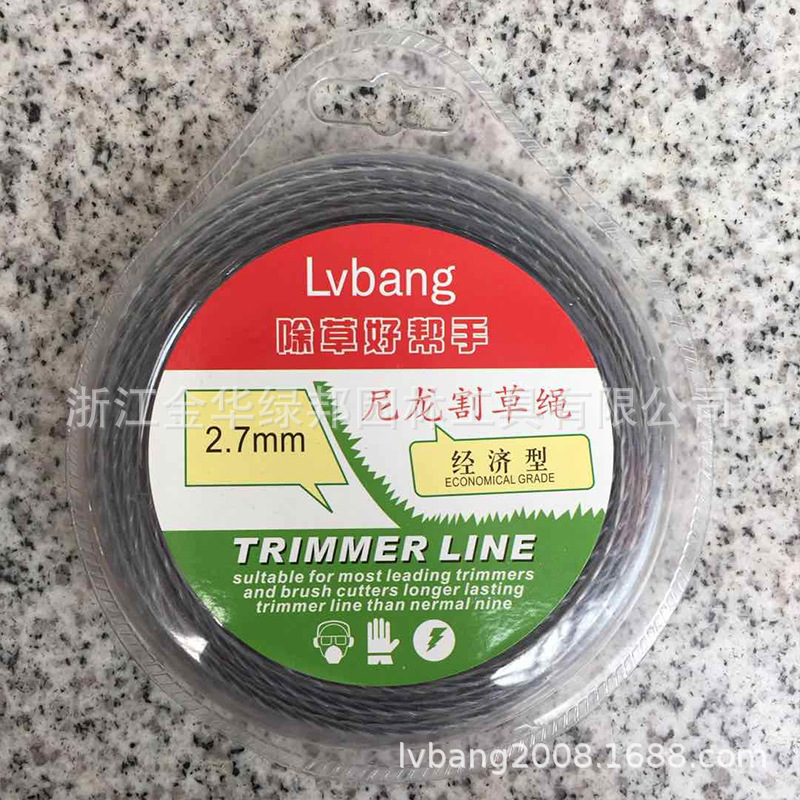 Lvbang
除草好帮手
浙江金华绿邦园林工具有限公司
尼龙割草绳
2.7mm
经济型
ECONOMICAL GRADE
TRIMMER LINE
sultable for most leading trimmers
and brush cutters longer lasting
trimmer line than nermal nine
lvbang2008.1688.com